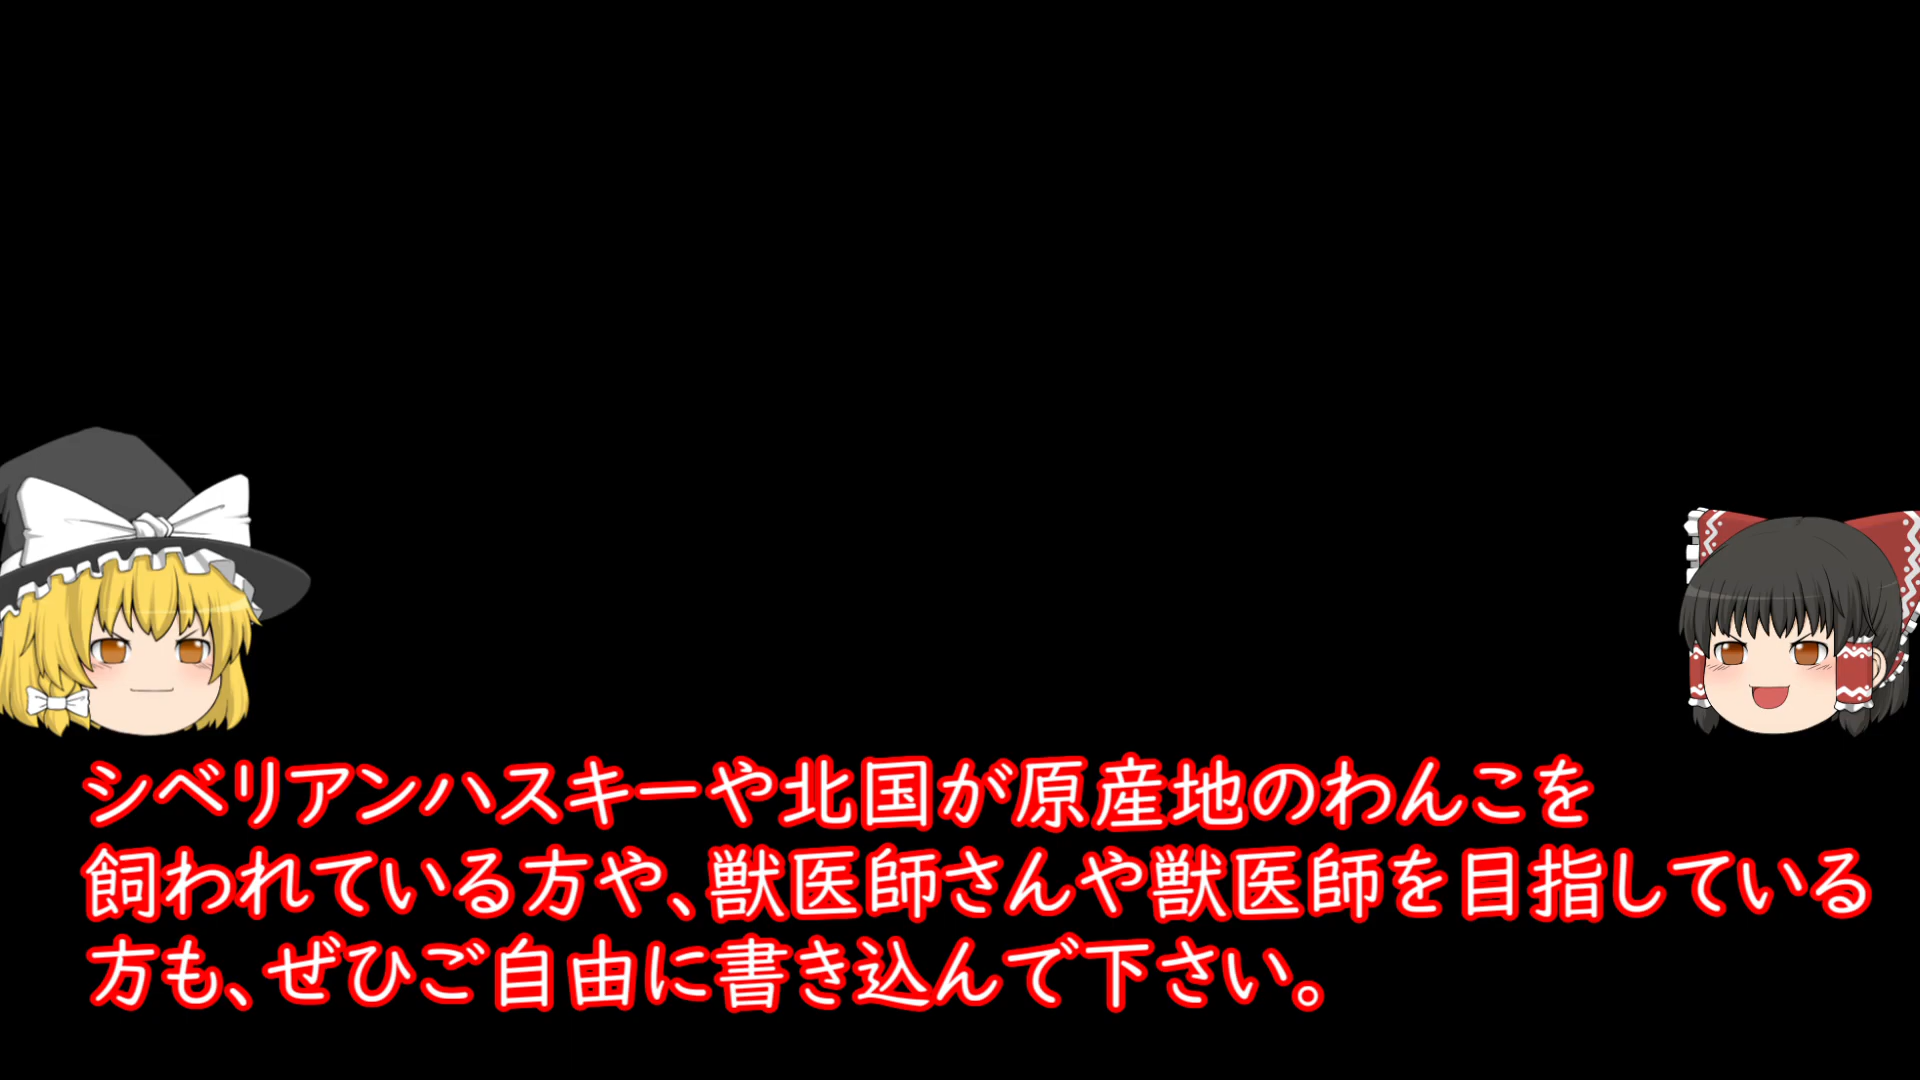 シベリアンハスキーや北国が原産地のわんこを
飼われている方や、獣医師さんや獣医師を目指している
方も、ぜひご自由に書き込んで下さい。